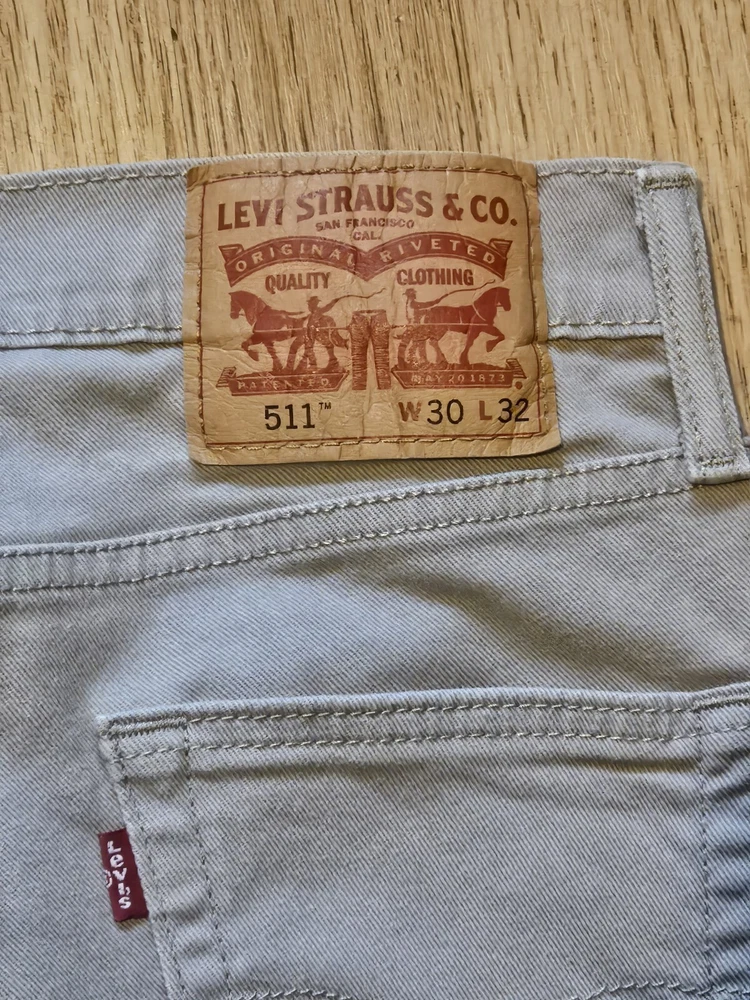 LEVI STRAUSS & CO.
SAN FRANCISCO
CAL.
ORIGINAL RIVETED
QUALITY CLOTHING
PATENTED MAY 20 1873
511™ W30 L32
Levi's